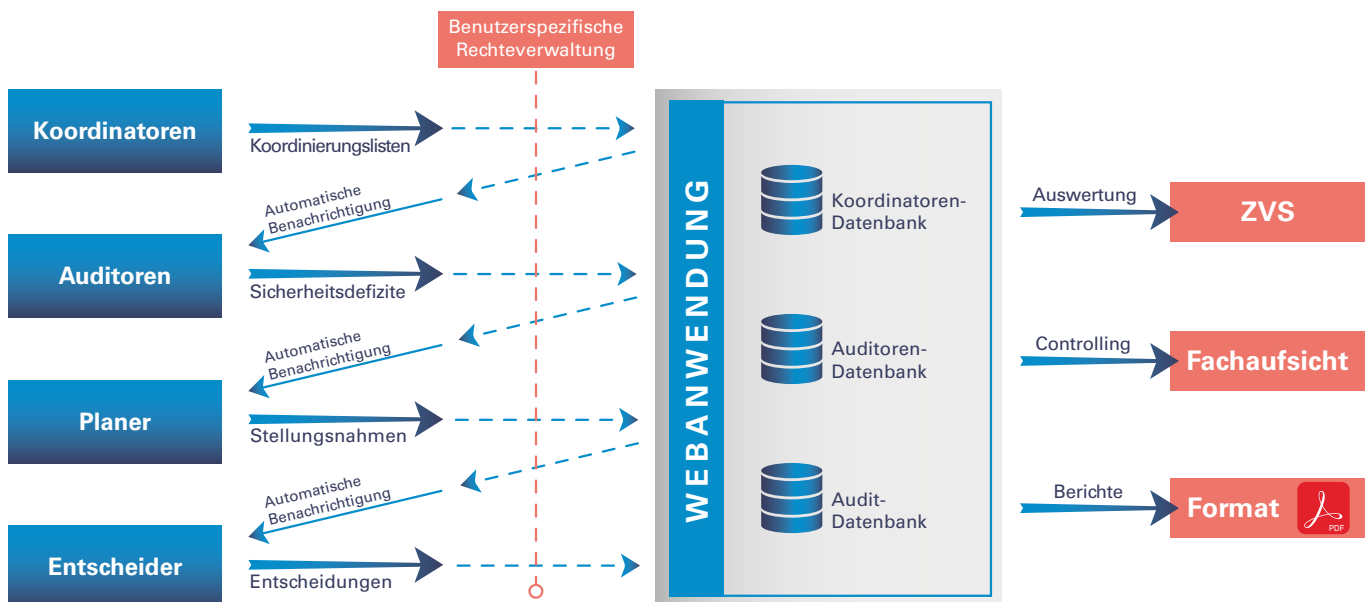 Benutzerspezifische
Rechteverwaltung
Koordinatoren
Koordinierungslisten
Automatische
Benachrichtigung
Auditoren
Sicherheitsdefizite
Automatische
Benachrichtigung
Planer
Stellungsnahmen
Automatische
Benachrichtigung
Entscheider
Entscheidungen
WEBANWENDUNG
Koordinatoren-
Datenbank
Auditoren-
Datenbank
Audit-
Datenbank
Auswertung
ZVS
Controlling
Fachaufsicht
Berichte
Format
PDF